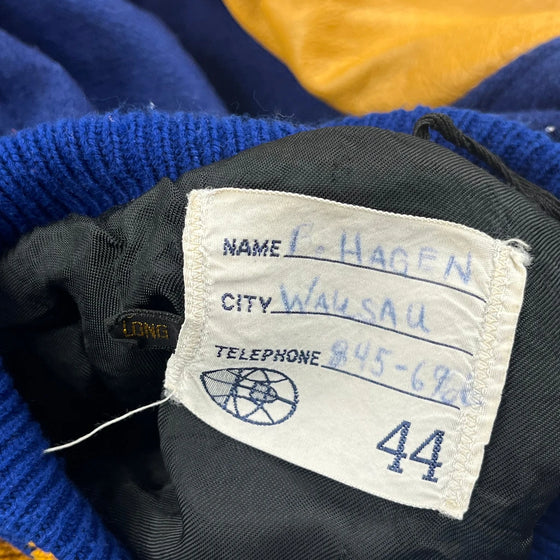 NAME P. HAGEN
CITY WAUSAU
TELEPHONE
LONG
44